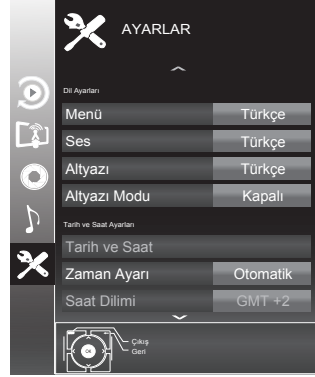 AYARLAR
Dil Ayarları
Menü Türkçe
Ses Türkçe
Altyazı Türkçe
Altyazı Modu Kapalı
Tarih ve Saat Ayarları
Tarih ve Saat
Zaman Ayarı Otomatik
Saat Dilimi GMT +2
Çıkış
Geri
OK